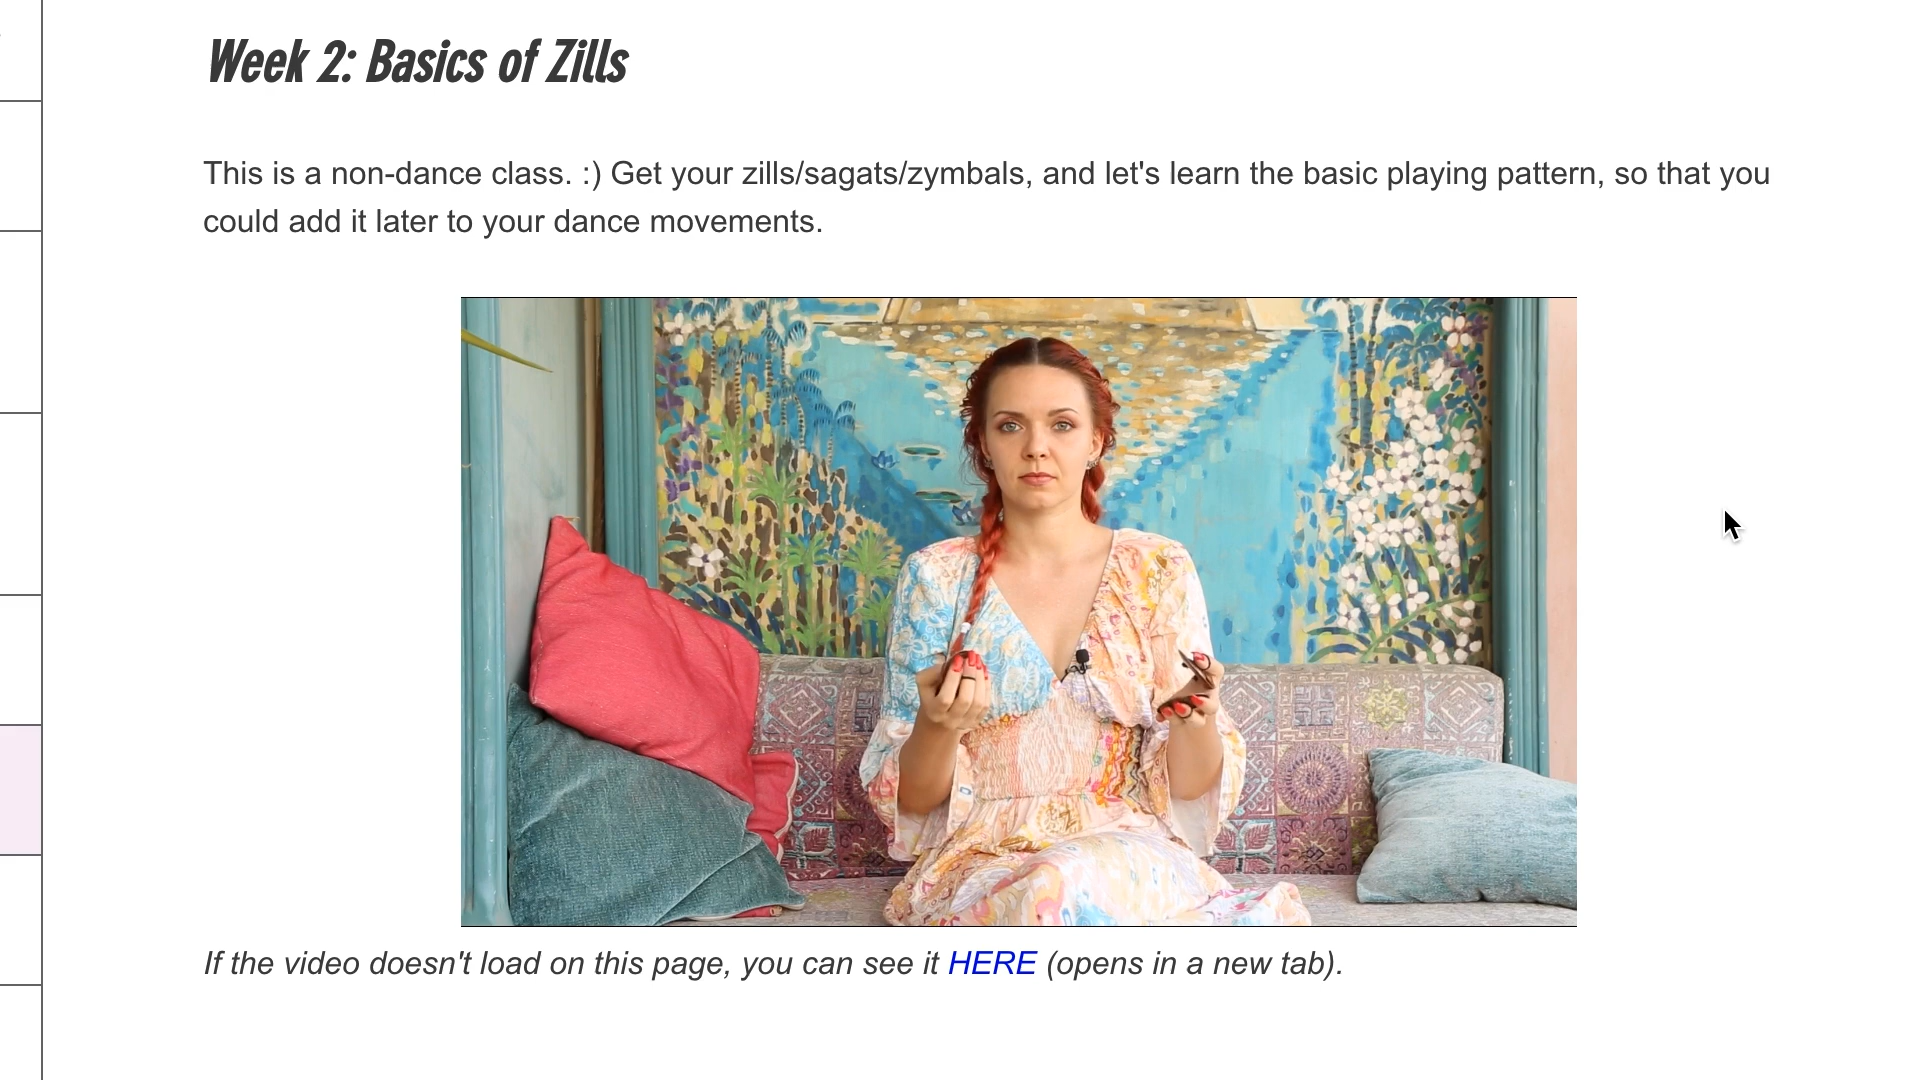 Week 2: Basics of Zills
This is a non-dance class. :) Get your zills/sagats/zymbals, and let's learn the basic playing pattern, so that you
could add it later to your dance movements.
If the video doesn't load on this page, you can see it HERE (opens in a new tab).